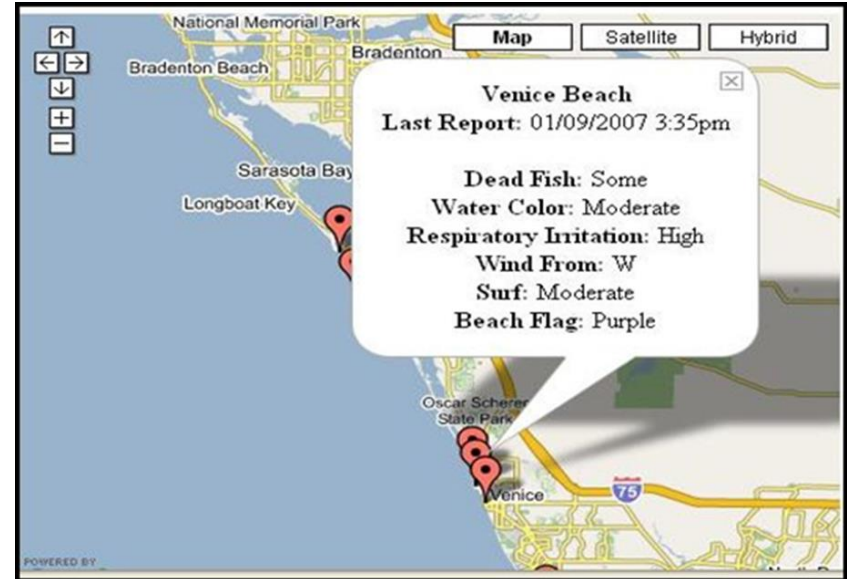 National Memorial Park
Map
Satellite
Hybrid
Bradenton
Bradenton Beach
Venice Beach
Last Report: 01/09/2007 3:35pm
Sarasota Bay
Dead Fish: Some
Longboat Key
Water Color: Moderate
Respiratory Irritation: High
Wind From: W
Surf: Moderate
Beach Flag: Purple
Oscar Scherer
State Park
75
Venice
POWERED BY